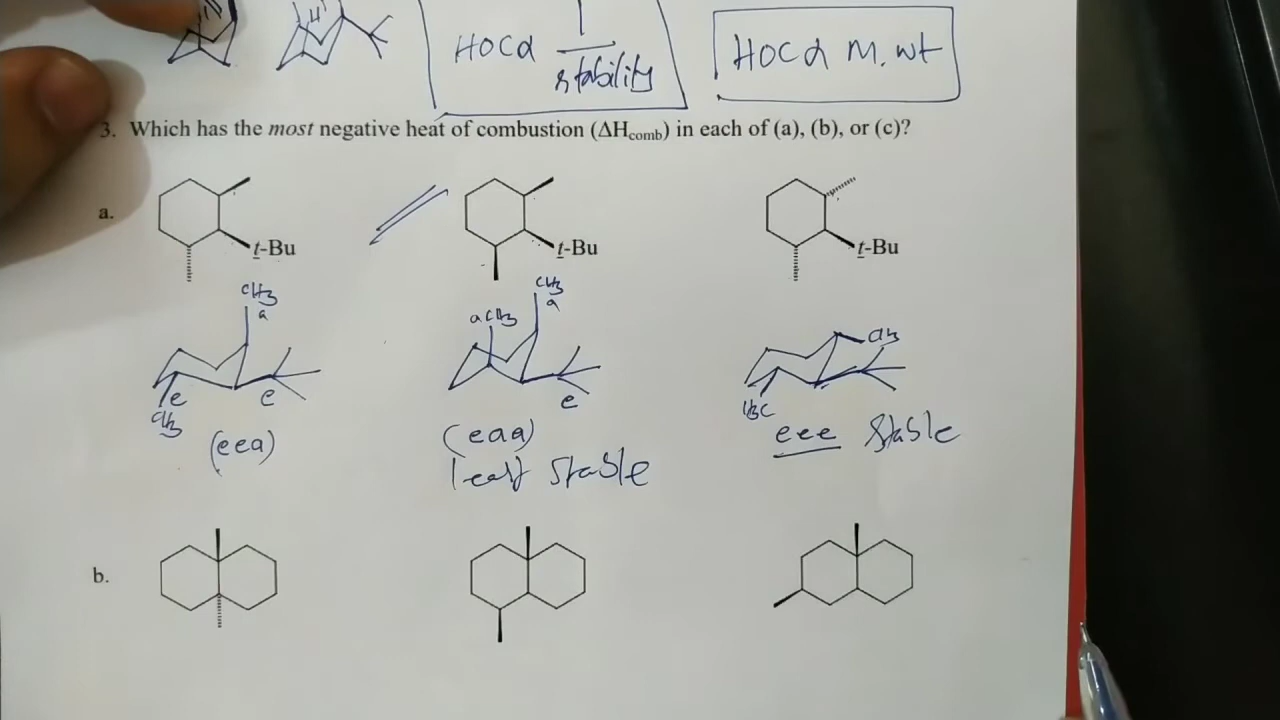 HOC α 1/stability
HOC α M.wt
3. Which has the most negative heat of combustion (ΔHcomb) in each of (a), (b), or (c)?
a.
t-Bu
t-Bu
t-Bu
CH3
a
e
CH3
e
(eea)
aCH3
CH3
a
e
(eaa)
least stable
CH3
H3C
eee stable
b.